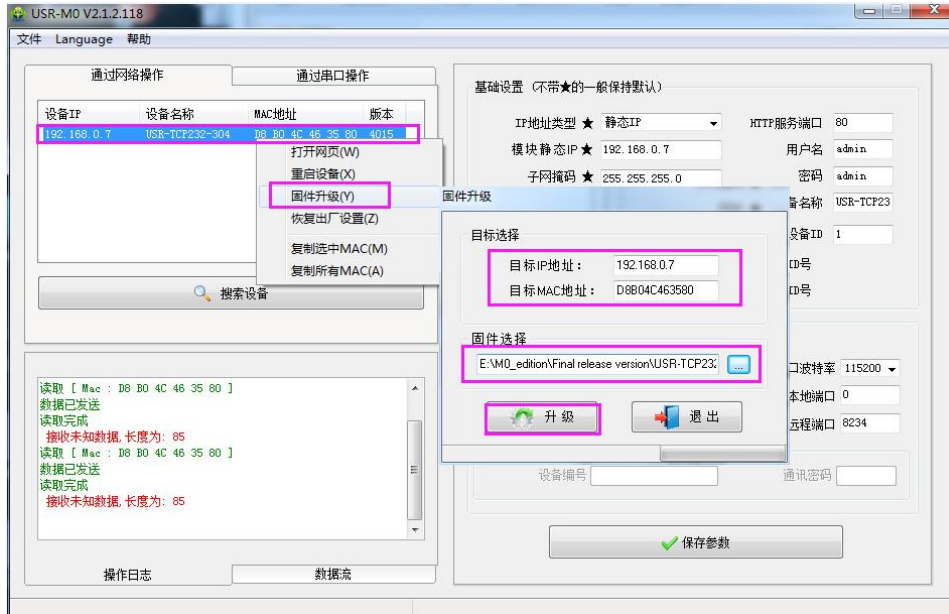 USR-M0 V2.1.2.118
文件 Language 帮助
通过网络操作 通过串口操作
设备IP 设备名称 MAC地址 版本
192.168.0.7 USR-TCP232-304 D8 B0 4C 46 35 80 4015
打开网页(W)
重启设备(X)
固件升级(Y)
恢复出厂设置(Z)
复制选中MAC(M)
复制所有MAC(A)
搜索设备
读取 [ Mac : D8 B0 4C 46 35 80 ]
数据已发送
读取完成
接收未知数据,长度为: 85
读取 [ Mac : D8 B0 4C 46 35 80 ]
数据已发送
读取完成
接收未知数据,长度为: 85
操作日志 数据流
基础设置 (不带★的一般保持默认)
IP地址类型 ★ 静态IP HTTP服务端口 80
模块静态IP ★ 192.168.0.7 用户名 admin
子网掩码 ★ 255.255.255.0 密码 admin
备名称 USR-TCP23
设备ID 1
ID号
ID号
口波特率 115200
本地端口 0
远程端口 8234
固件升级
目标选择
目标IP地址: 192.168.0.7
目标MAC地址: D8B04C463580
固件选择
E:\M0_edition\Final release version\USR-TCP232 ...
升级 退出
设备编号 通讯密码
保存参数